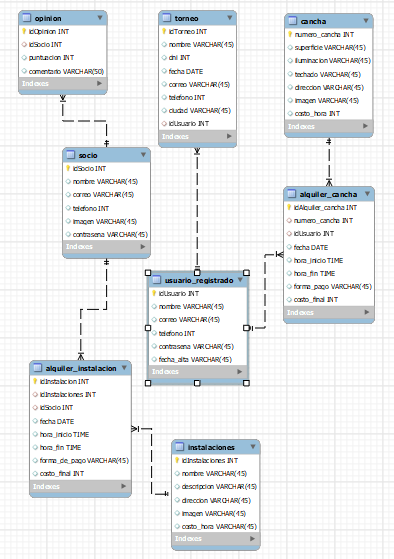 opinion
idOpinion INT
idSocio INT
puntuacion INT
comentario VARCHAR(50)
Indexes
torneo
idTorneo INT
nombre VARCHAR(45)
dni INT
fecha DATE
correo VARCHAR(45)
telefono INT
ciudad VARCHAR(45)
idUsuario INT
Indexes
cancha
numero_cancha INT
superficie VARCHAR(45)
iluminacion VARCHAR(45)
techado VARCHAR(45)
direccion VARCHAR(45)
imagen VARCHAR(45)
costo_hora INT
Indexes
socio
idSocio INT
nombre VARCHAR(45)
correo VARCHAR(45)
telefono INT
imagen VARCHAR(45)
contrasena VARCHAR(45)
Indexes
alquiler_cancha
idAlquiler_cancha INT
numero_cancha INT
idUsuario INT
fecha DATE
hora_inicio TIME
hora_fin TIME
forma_pago VARCHAR(45)
costo_final INT
Indexes
usuario_registrado
idUsuario INT
nombre VARCHAR(45)
correo VARCHAR(45)
telefono INT
contrasena VARCHAR(45)
fecha_alta VARCHAR(45)
Indexes
alquiler_instalacion
idInstalacion INT
idInstalaciones INT
idSocio INT
fecha DATE
hora_inicio TIME
hora_fin TIME
forma_de_pago VARCHAR(45)
costo_final INT
Indexes
instalaciones
idInstalaciones INT
nombre VARCHAR(45)
descripcion VARCHAR(45)
direccion VARCHAR(45)
imagen VARCHAR(45)
costo_hora VARCHAR(45)
Indexes